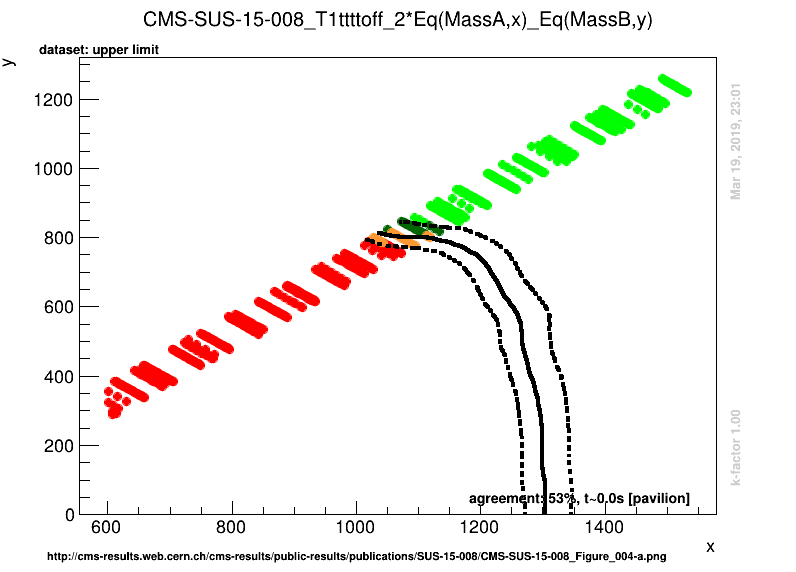 CMS-SUS-15-008_T1ttttoff_2*Eq(MassA,x)_Eq(MassB,y)
dataset: upper limit
y
1200
1000
800
600
400
200
0
600
800
1000
1200
1400
x
agreement: 53%, t~0.0s [pavilion]
http://cms-results.web.cern.ch/cms-results/public-results/publications/SUS-15-008/CMS-SUS-15-008_Figure_004-a.png
Mar 19, 2019, 23:01
k-factor 1.00